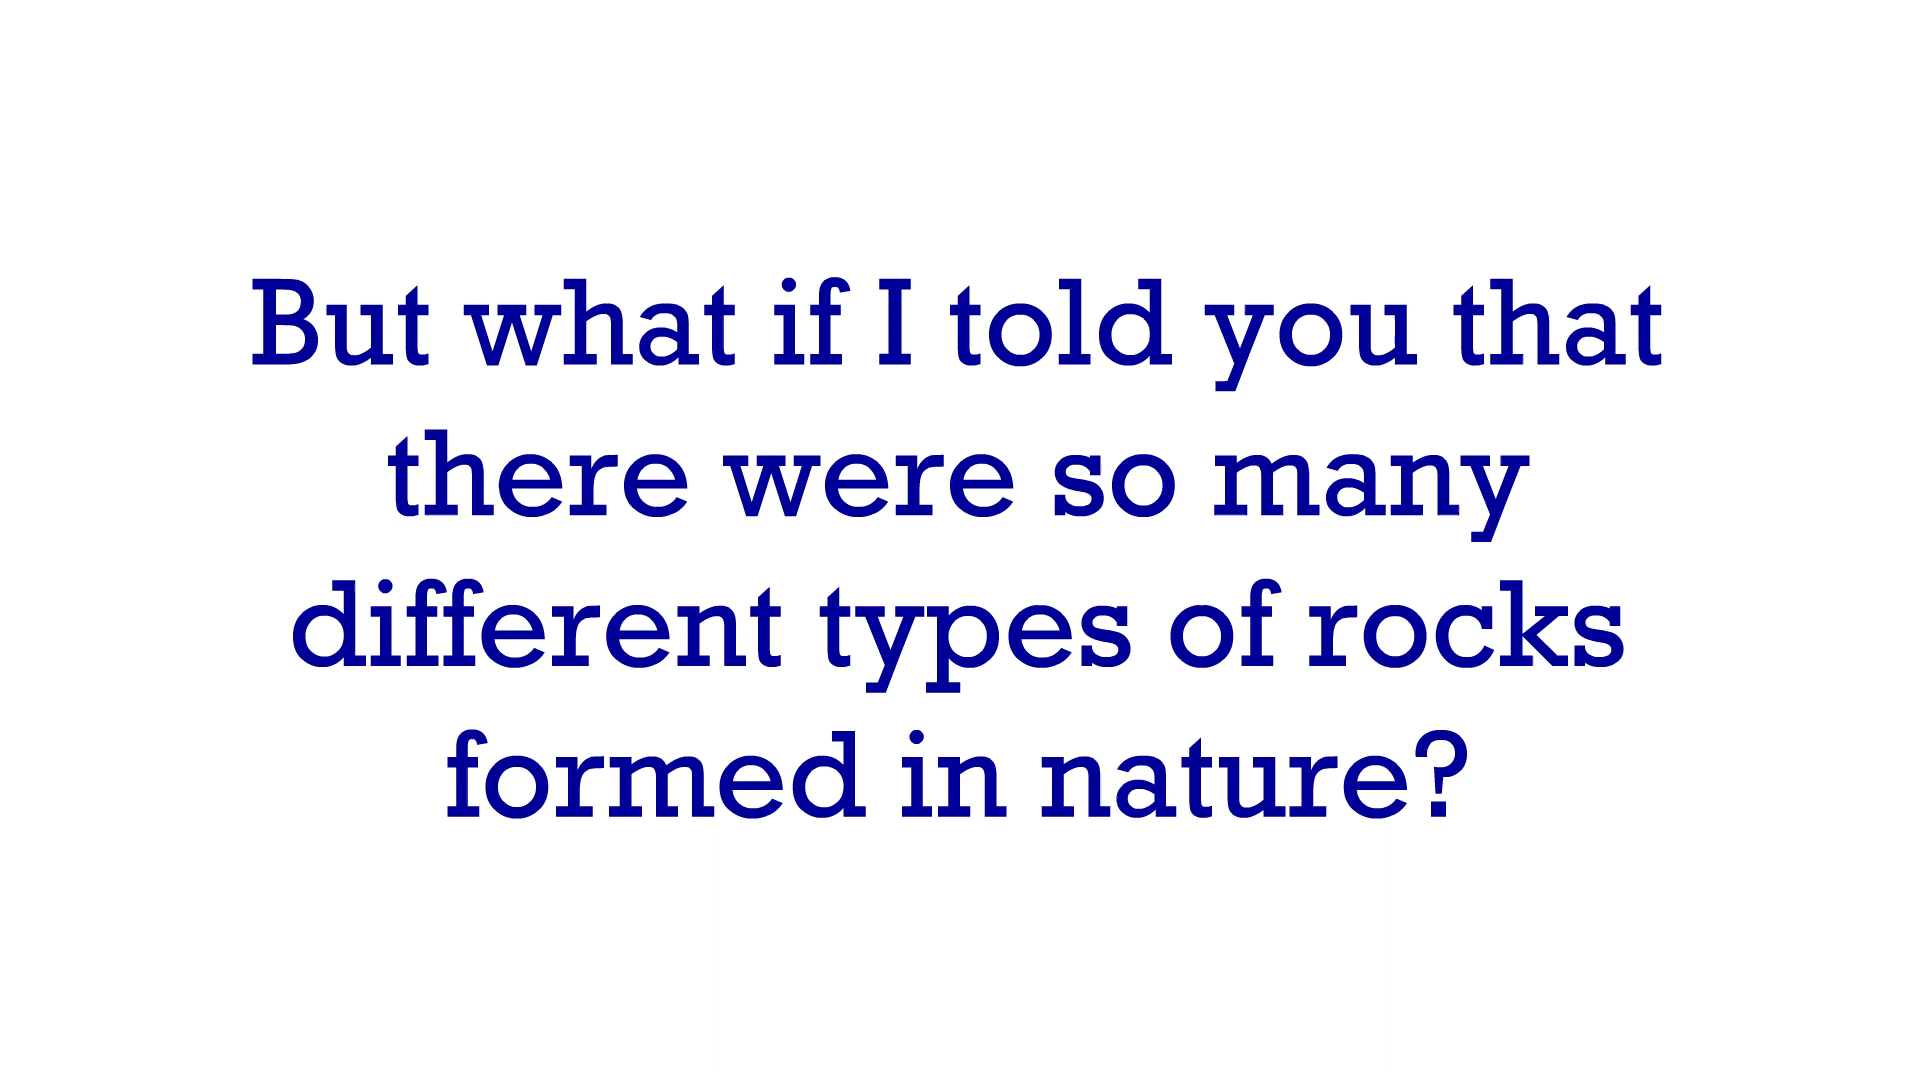 But what if I told you that
there were so many
different types of rocks
formed in nature?